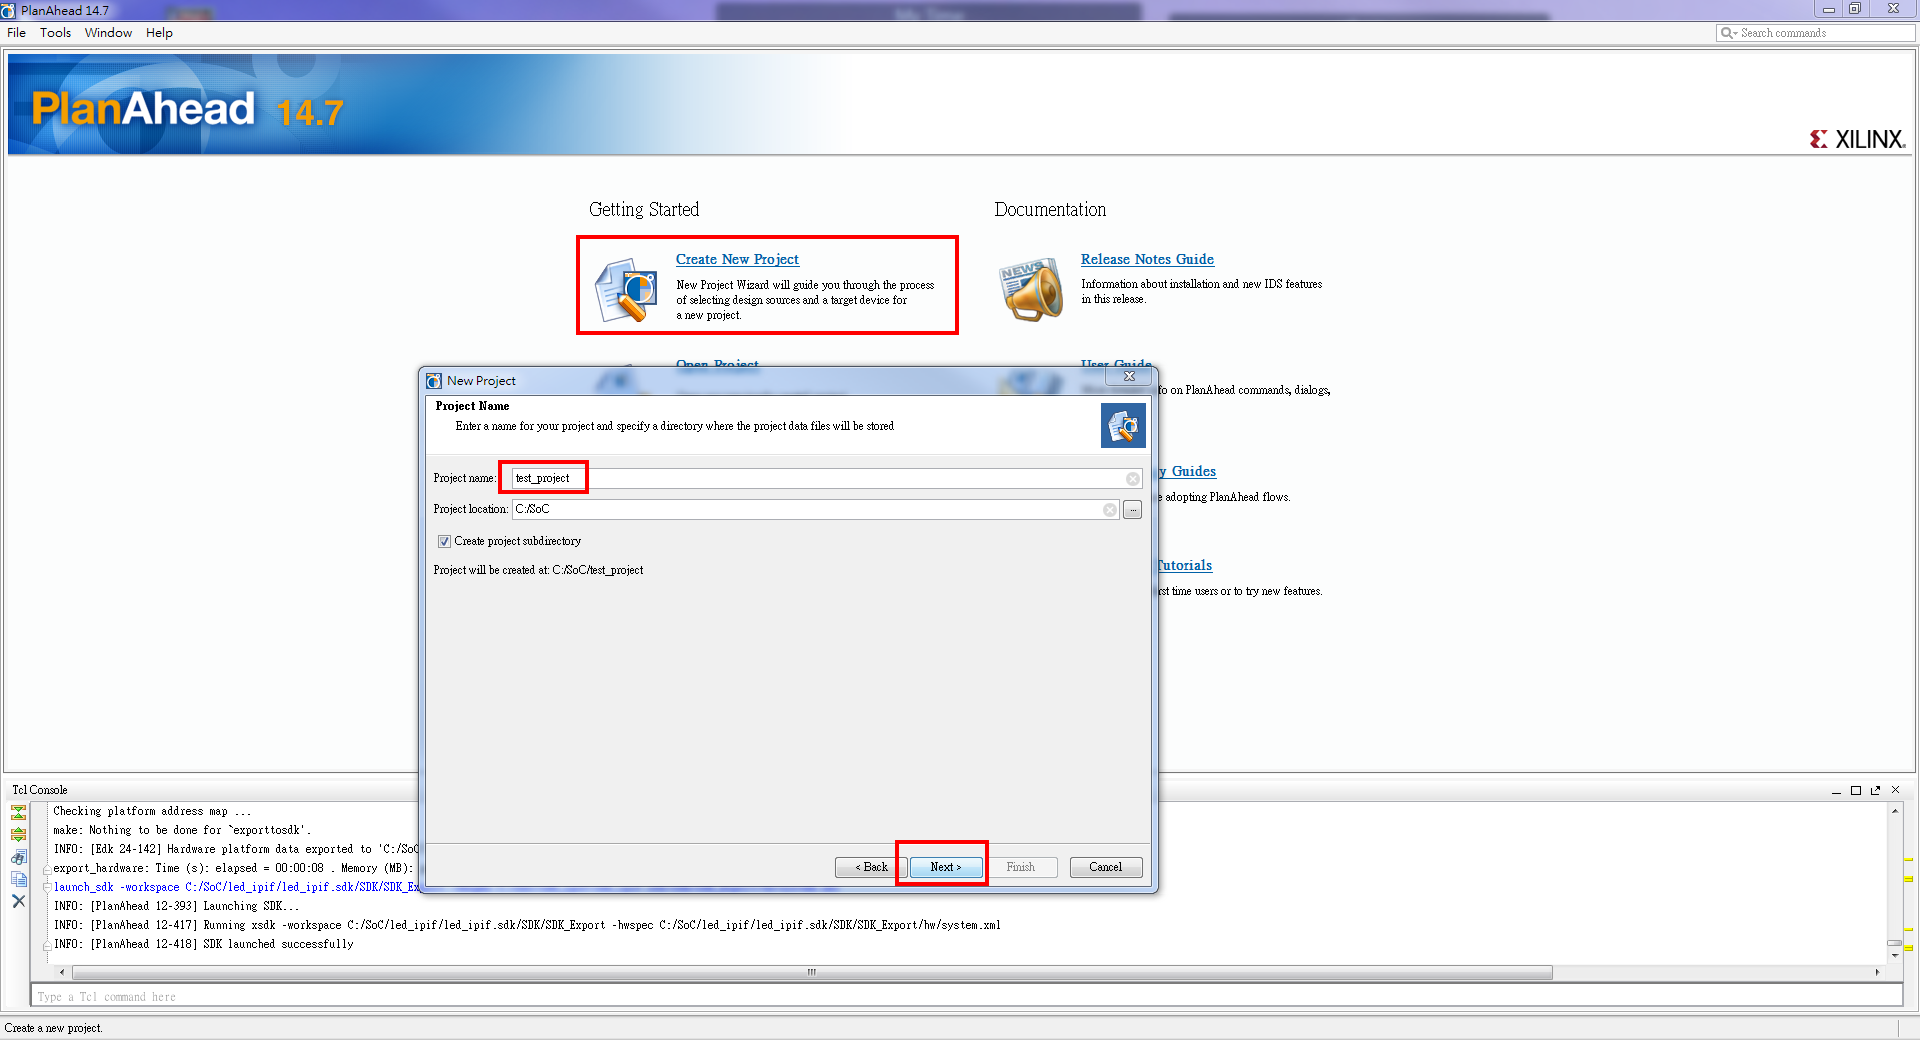 PlanAhead 14.7
File Tools Window Help
Search commands
PlanAhead 14.7
XILINX
Getting Started
Create New Project
New Project Wizard will guide you through the process
of selecting design sources and a target device for
a new project.
Open Project
Documentation
Release Notes Guide
Information about installation and new IDS features
in this release.
User Guide
fo on PlanAhead commands, dialogs,
y Guides
e adopting PlanAhead flows.
Tutorials
rst time users or to try new features.
New Project
Project Name
Enter a name for your project and specify a directory where the project data files will be stored
Project name: test_project
Project location: C:/SoC
...
Create project subdirectory
Project will be created at: C:/SoC/test_project
< Back Next > Finish Cancel
Tcl Console
Checking platform address map ...
make: Nothing to be done for `exporttosdk'.
INFO: [Edk 24-142] Hardware platform data exported to 'C:/SoC
export_hardware: Time (s): elapsed = 00:00:08 . Memory (MB):
launch_sdk -workspace C:/SoC/led_ipif/led_ipif.sdk/SDK/SDK_Ex
INFO: [PlanAhead 12-393] Launching SDK...
INFO: [PlanAhead 12-417] Running xsdk -workspace C:/SoC/led_ipif/led_ipif.sdk/SDK/SDK_Export -hwspec C:/SoC/led_ipif/led_ipif.sdk/SDK/SDK_Export/hw/system.xml
INFO: [PlanAhead 12-418] SDK launched successfully
Type a Tcl command here
Create a new project.